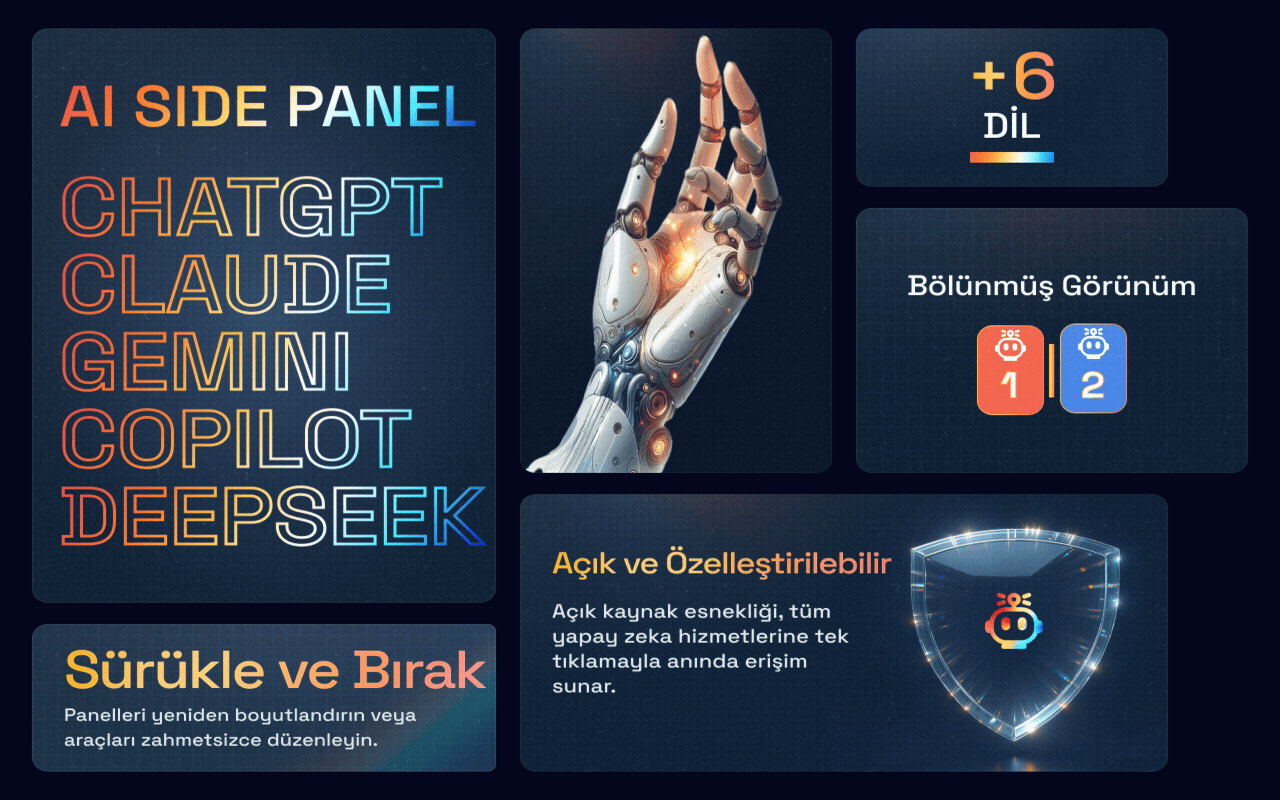 AI SIDE PANEL
CHATGPT
CLAUDE
GEMINI
COPILOT
DEEPSEEK
Sürükle ve Bırak
Panelleri yeniden boyutlandırın veya
araçları zahmetsizce düzenleyin.
+6
DİL
Bölünmüş Görünüm
1
2
Açık ve Özelleştirilebilir
Açık kaynak esnekliği, tüm
yapay zeka hizmetlerine tek
tıklamayla anında erişim
sunar.